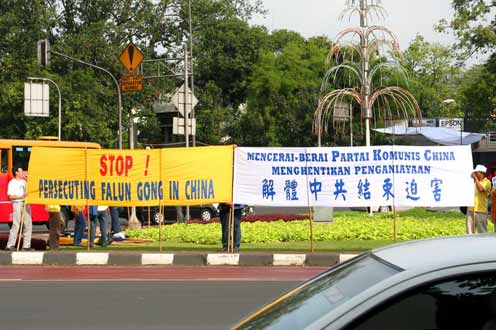 STOP !
PERSECUTING FALUN GONG IN CHINA
MENCERAI-BERAI PARTAI KOMUNIS CHINA
MENGHENTIKAN PENGANIAYAAN
解體中共結束迫害
EPSON